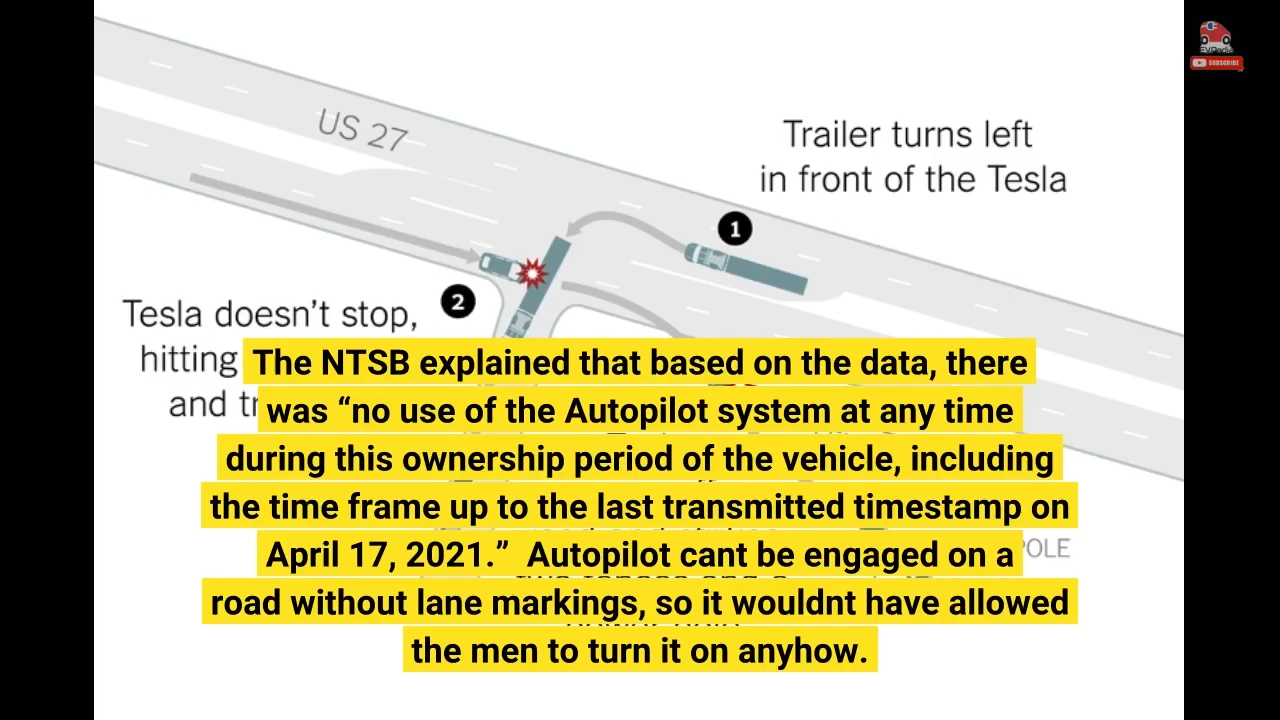 SUBSCRIBE
US 27
Trailer turns left
in front of the Tesla
1
2
Tesla doesn't stop,
hitting
and
The NTSB explained that based on the data, there
was “no use of the Autopilot system at any time
during this ownership period of the vehicle, including
the time frame up to the last transmitted timestamp on
April 17, 2021.” Autopilot cant be engaged on a
road without lane markings, so it wouldnt have allowed
the men to turn it on anyhow.